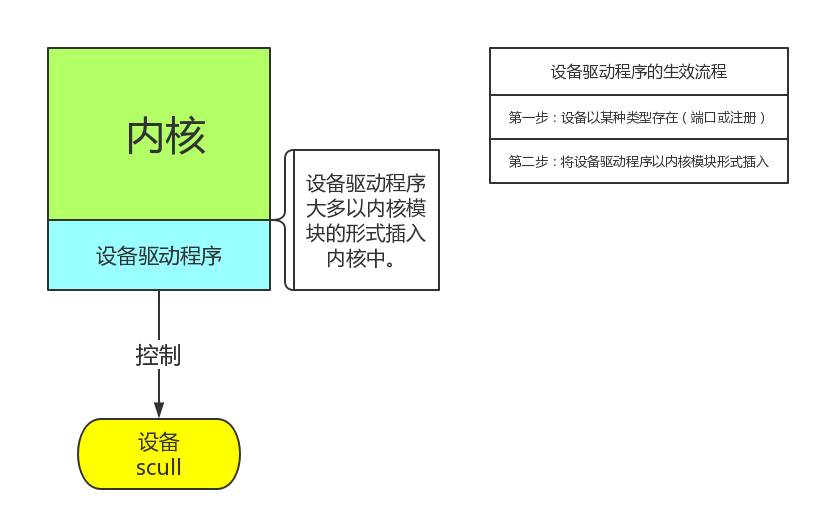 内核
设备驱动程序
设备驱动程序
大多以内核模
块的形式插入
内核中。
控制
设备
scull
设备驱动程序的生效流程
第一步：设备以某种类型存在（端口或注册）
第二步：将设备驱动程序以内核模块形式插入